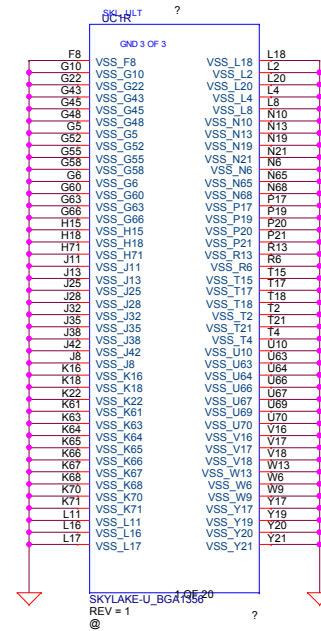 SKL_ULT
?
UC1R
GND 3 OF 3
F8 VSS_F8 VSS_L18 L18
G10 VSS_G10 VSS_L2 L2
G22 VSS_G22 VSS_L20 L20
G43 VSS_G43 VSS_L4 L4
G45 VSS_G45 VSS_L8 L8
G48 VSS_G48 VSS_N10 N10
G5 VSS_G5 VSS_N13 N13
G52 VSS_G52 VSS_N19 N19
G55 VSS_G55 VSS_N21 N21
G58 VSS_G58 VSS_N6 N6
G6 VSS_G6 VSS_N65 N65
G60 VSS_G60 VSS_N68 N68
G63 VSS_G63 VSS_P17 P17
G66 VSS_G66 VSS_P19 P19
H15 VSS_H15 VSS_P20 P20
H18 VSS_H18 VSS_P21 P21
H71 VSS_H71 VSS_R13 R13
J11 VSS_J11 VSS_R6 R6
J13 VSS_J13 VSS_T15 T15
J25 VSS_J25 VSS_T17 T17
J28 VSS_J28 VSS_T18 T18
J32 VSS_J32 VSS_T2 T2
J35 VSS_J35 VSS_T21 T21
J38 VSS_J38 VSS_T4 T4
J42 VSS_J42 VSS_U10 U10
J8 VSS_J8 VSS_U63 U63
K16 VSS_K16 VSS_U64 U64
K18 VSS_K18 VSS_U66 U66
K22 VSS_K22 VSS_U67 U67
K61 VSS_K61 VSS_U69 U69
K63 VSS_K63 VSS_U70 U70
K64 VSS_K64 VSS_V16 V16
K65 VSS_K65 VSS_V17 V17
K66 VSS_K66 VSS_V18 V18
K67 VSS_K67 VSS_W13 W13
K68 VSS_K68 VSS_W6 W6
K70 VSS_K70 VSS_W9 W9
K71 VSS_K71 VSS_Y17 Y17
L11 VSS_L11 VSS_Y19 Y19
L16 VSS_L16 VSS_Y20 Y20
L17 VSS_L17 VSS_Y21 Y21
1 OF 20
SKYLAKE-U_BGA1356
REV = 1
?
@